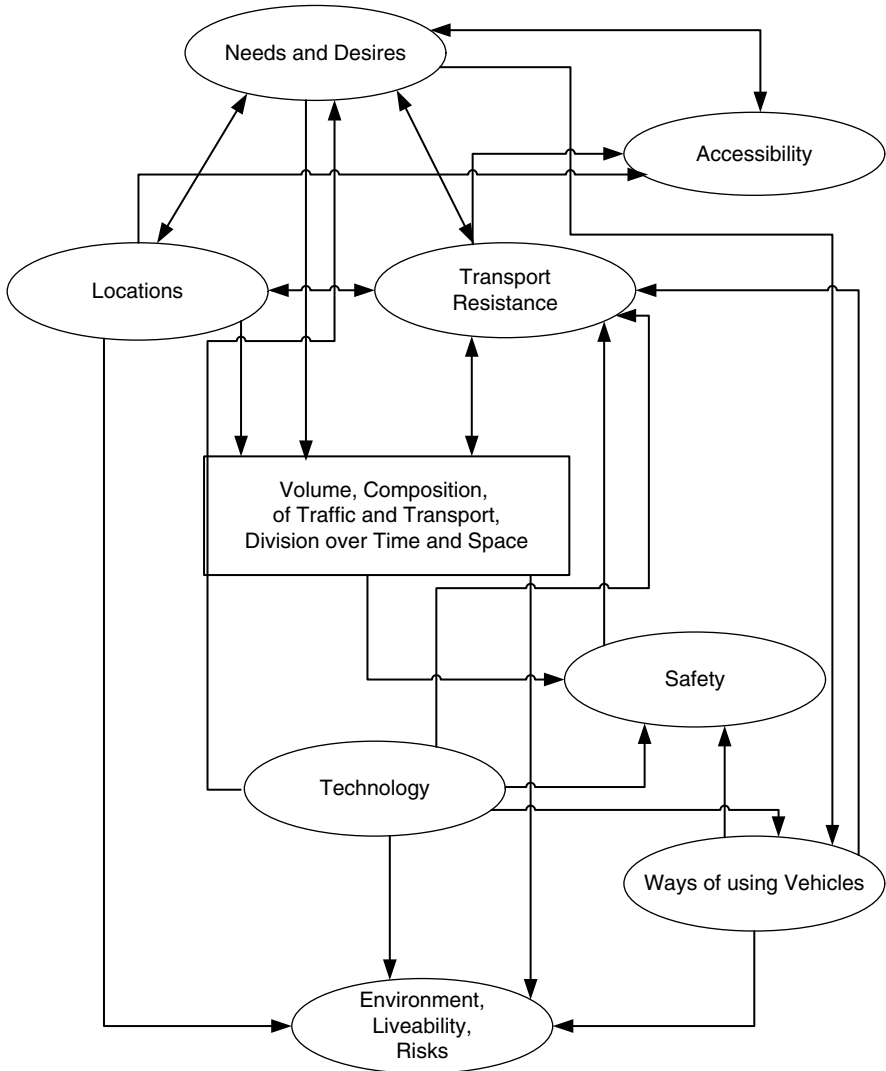 Needs and Desires
Accessibility
Locations
Transport
Resistance
Volume, Composition,
of Traffic and Transport,
Division over Time and Space
Safety
Technology
Ways of using Vehicles
Environment,
Liveability,
Risks